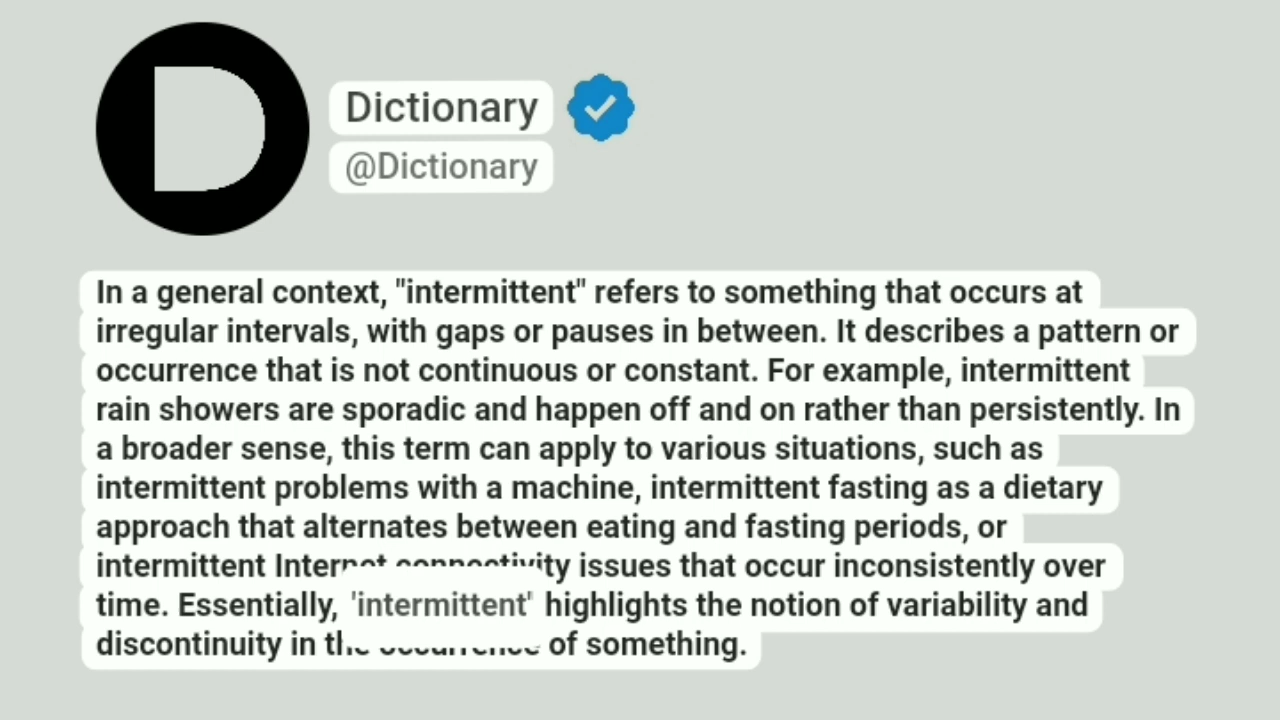 D
Dictionary
@Dictionary
In a general context, "intermittent" refers to something that occurs at
irregular intervals, with gaps or pauses in between. It describes a pattern or
occurrence that is not continuous or constant. For example, intermittent
rain showers are sporadic and happen off and on rather than persistently. In
a broader sense, this term can apply to various situations, such as
intermittent problems with a machine, intermittent fasting as a dietary
approach that alternates between eating and fasting periods, or
intermittent Internet connectivity issues that occur inconsistently over
time. Essentially, 'intermittent' highlights the notion of variability and
discontinuity in the occurrence of something.